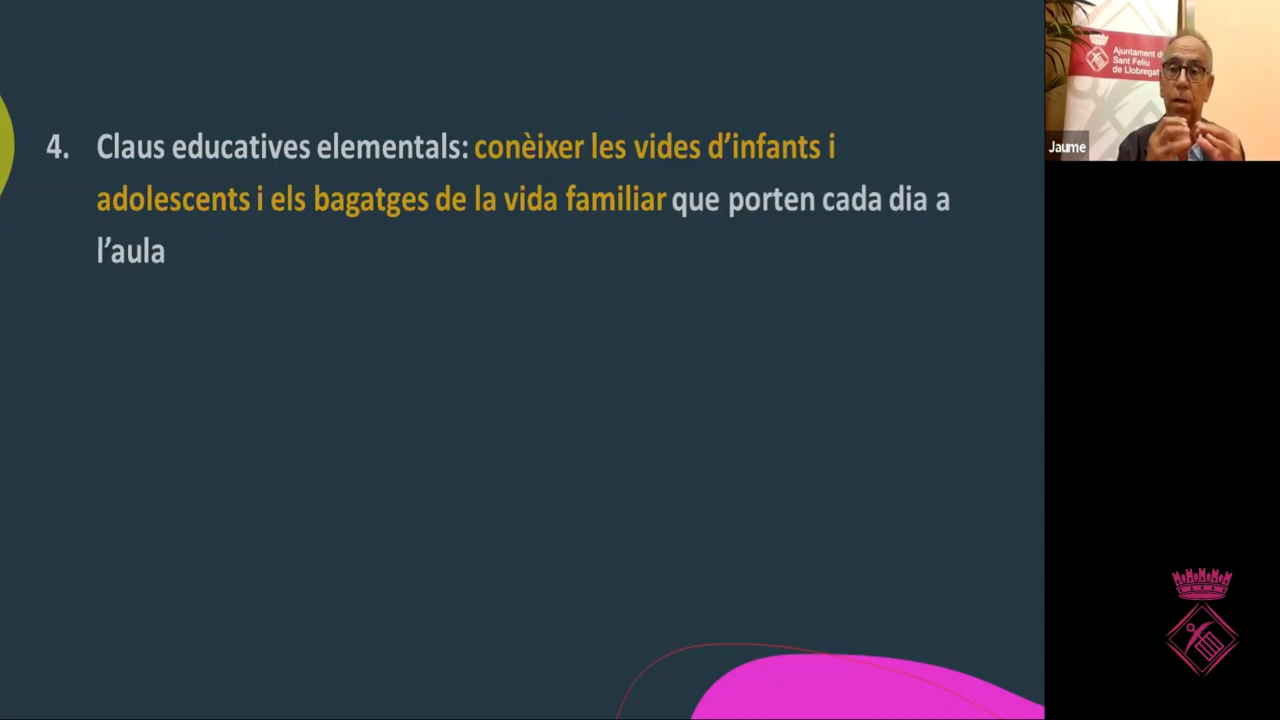 4. Claus educatives elementals: conèixer les vides d’infants i
adolescents i els bagatges de la vida familiar que porten cada dia a
l’aula
Ajuntament de
Sant Feliu
de Llobregat
Jaume